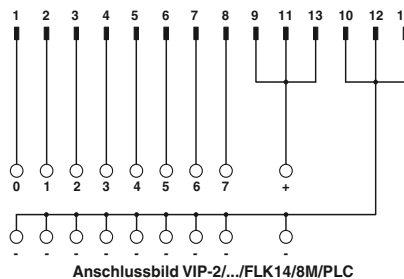 1 2 3 4 5 6 7 8 9 11 13 10 12
0 1 2 3 4 5 6 7 +
- - - - - - - - -
Anschlussbild VIP-2/.../FLK14/8M/PLC